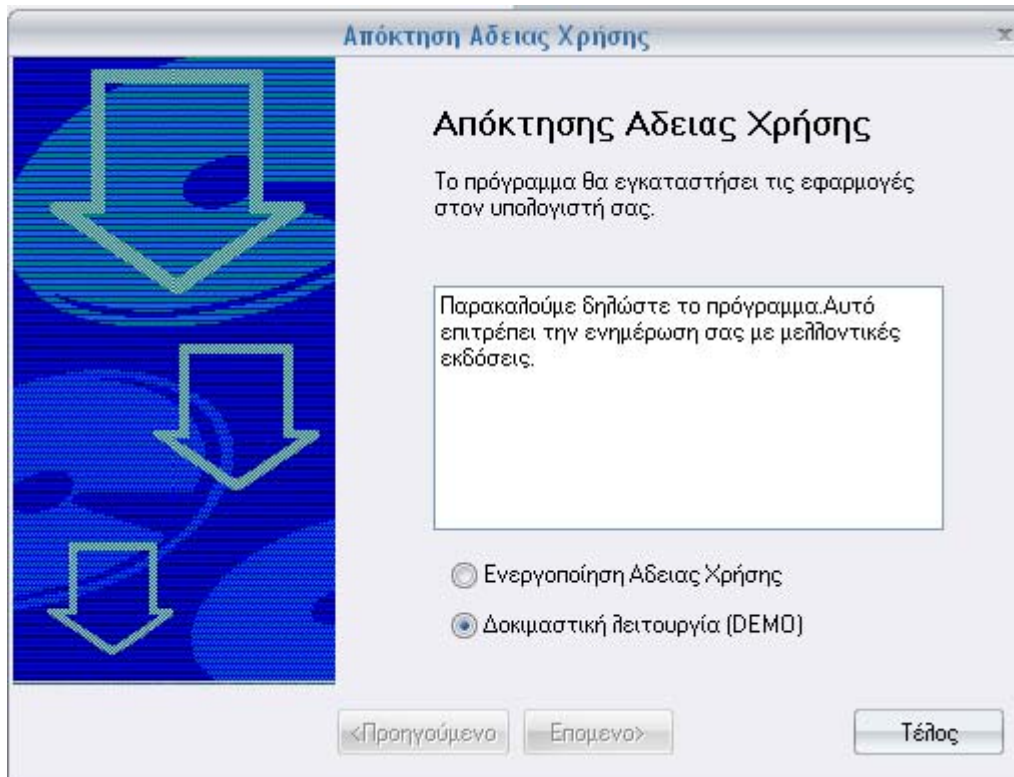 Απόκτηση Αδειας Χρήσης
Απόκτησης Αδειας Χρήσης
Το πρόγραμμα θα εγκαταστήσει τις εφαρμογές
στον υπολογιστή σας.
Παρακαλούμε δηλώστε το πρόγραμμα.Αυτό
επιτρέπει την ενημέρωση σας με μελλοντικές
εκδόσεις.
Ενεργοποίηση Αδειας Χρήσης
Δοκιμαστική λειτουργία (DEMO)
<Προηγούμενο
Επομενο>
Τέλος